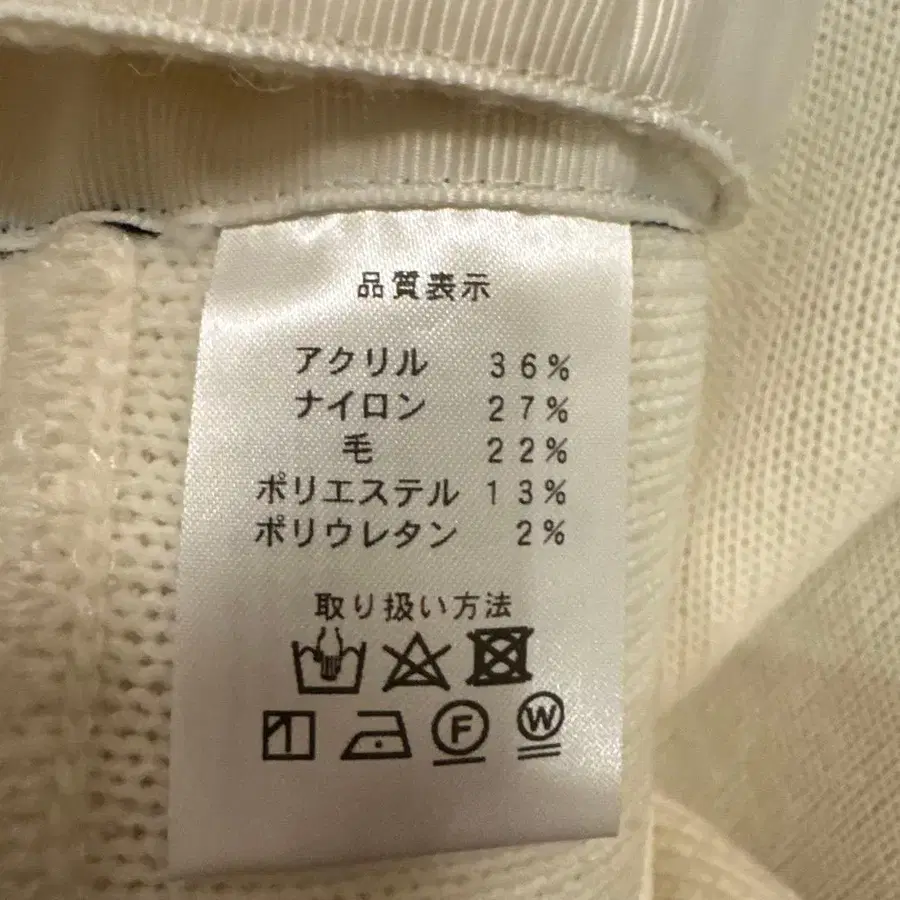 品質表示
アクリル 36%
ナイロン 27%
毛 22%
ポリエステル 13%
ポリウレタン 2%
取り扱い方法
F W